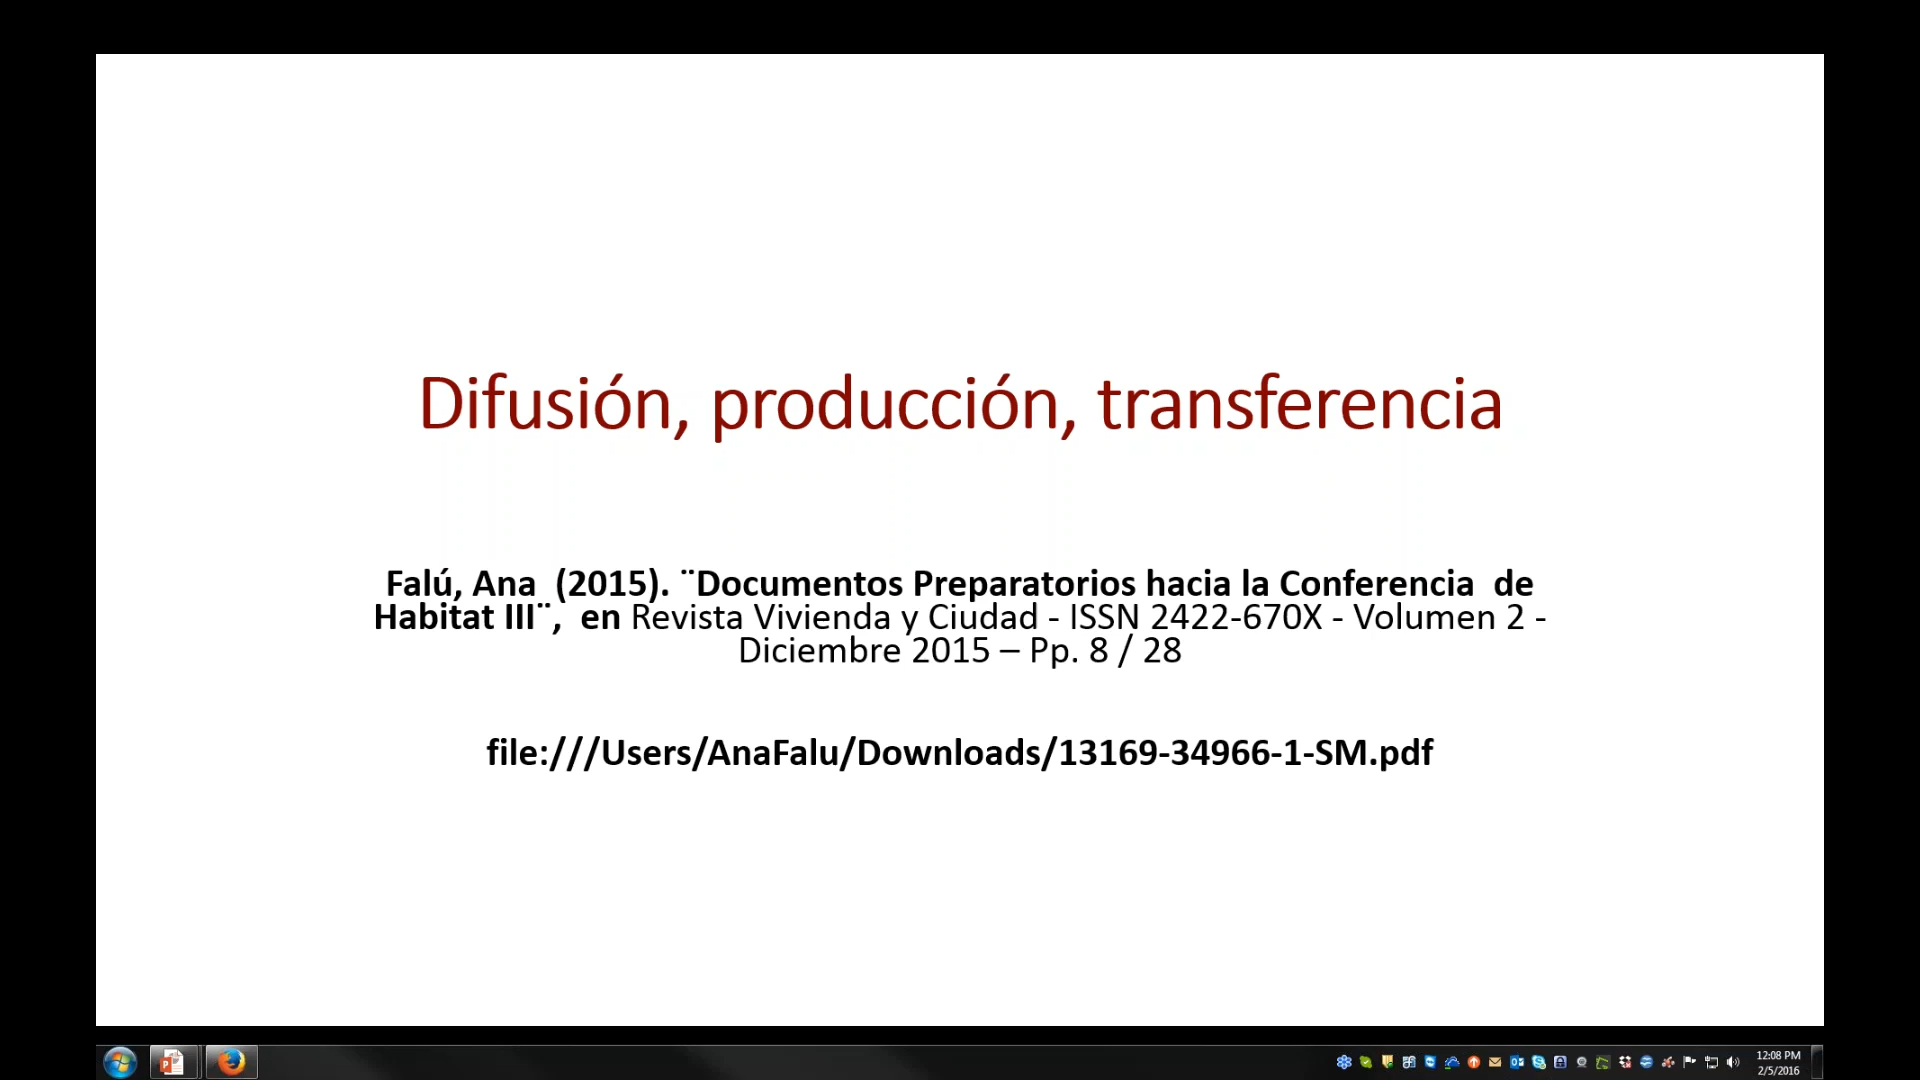 Difusión, producción, transferencia
Falú, Ana  (2015). ¨Documentos Preparatorios hacia la Conferencia  de
Habitat III¨,  en Revista Vivienda y Ciudad - ISSN 2422-670X - Volumen 2 -
Diciembre 2015 – Pp. 8 / 28
file:///Users/AnaFalu/Downloads/13169-34966-1-SM.pdf
12:08 PM
2/5/2016